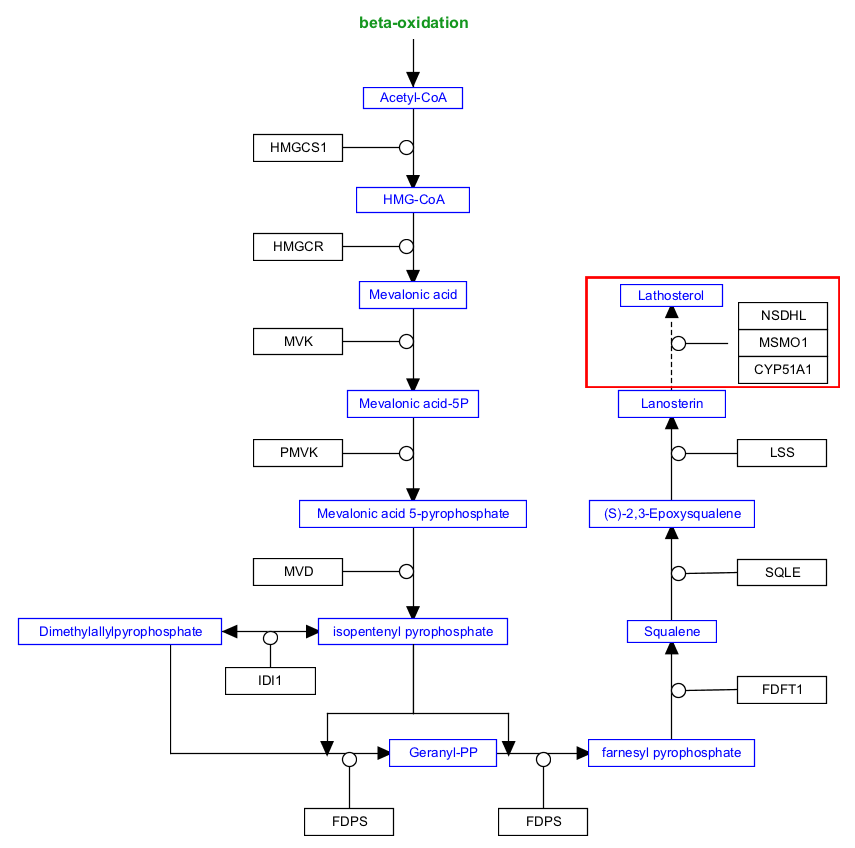 beta-oxidation
Acetyl-CoA
HMGCS1
HMG-CoA
HMGCR
Mevalonic acid
MVK
Mevalonic acid-5P
PMVK
Mevalonic acid 5-pyrophosphate
MVD
Dimethylallylpyrophosphate
isopentenyl pyrophosphate
IDI1
Geranyl-PP
FDPS
FDPS
farnesyl pyrophosphate
FDFT1
Squalene
SQLE
(S)-2,3-Epoxysqualene
LSS
Lanosterin
Lathosterol
NSDHL
MSMO1
CYP51A1